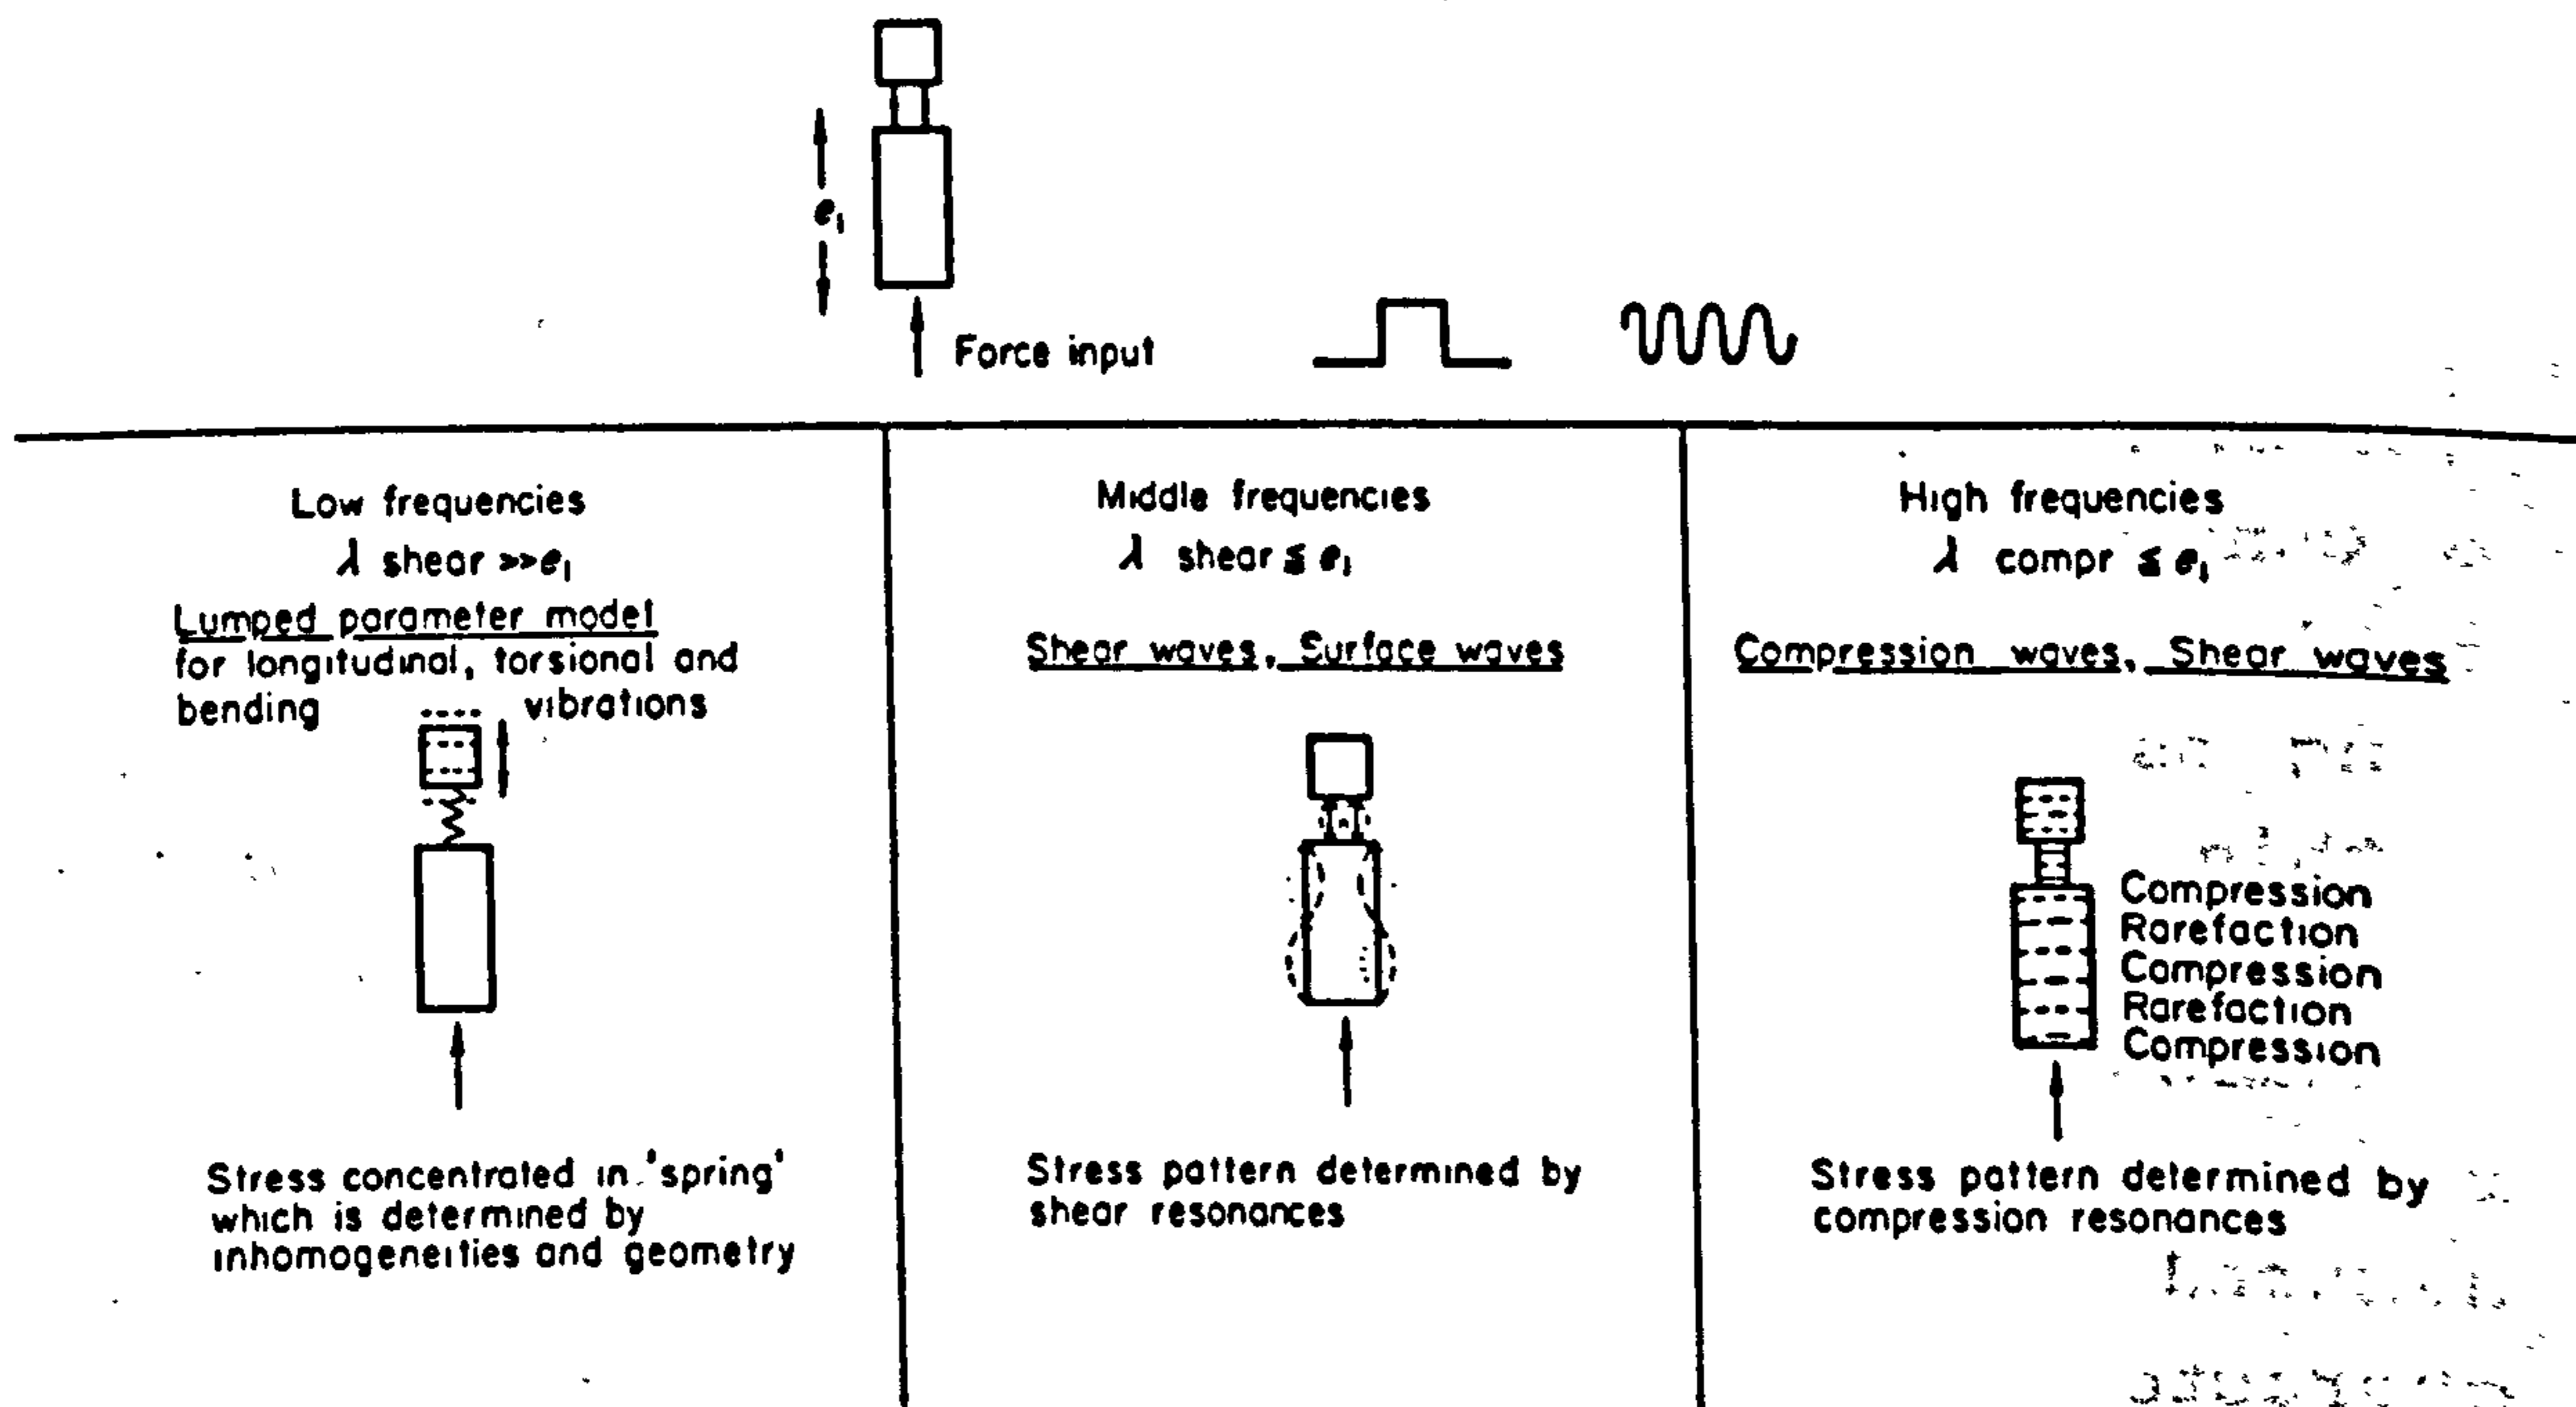 e₁
Force input
Low frequencies
λ shear >> e₁
Lumped parameter model
for longitudinal, torsional and
bending vibrations
Stress concentrated in 'spring'
which is determined by
inhomogeneities and geometry
Middle frequencies
λ shear ≦ e₁
Shear waves, Surface waves
Stress pattern determined by
shear resonances
High frequencies
λ compr ≦ e₁
Compression waves, Shear waves
Compression
Rarefaction
Compression
Rarefaction
Compression
Stress pattern determined by
compression resonances